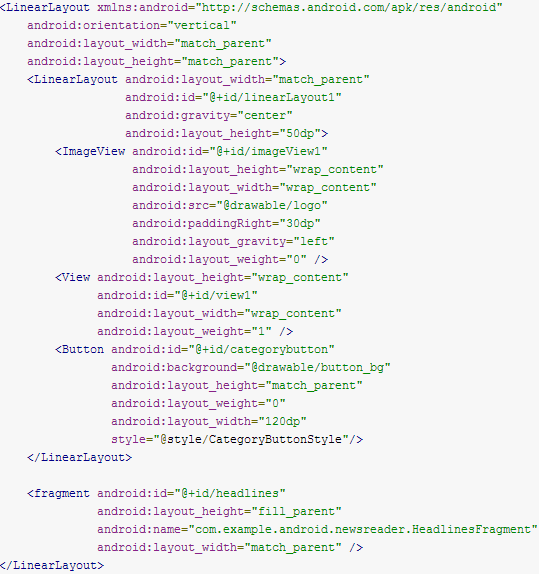 <LinearLayout xmlns:android="http://schemas.android.com/apk/res/android"
    android:orientation="vertical"
    android:layout_width="match_parent"
    android:layout_height="match_parent">
    <LinearLayout android:layout_width="match_parent"
                  android:id="@+id/linearLayout1"
                  android:gravity="center"
                  android:layout_height="50dp">
        <ImageView android:id="@+id/imageView1"
                   android:layout_height="wrap_content"
                   android:layout_width="wrap_content"
                   android:src="@drawable/logo"
                   android:paddingRight="30dp"
                   android:layout_gravity="left"
                   android:layout_weight="0" />
        <View android:layout_height="wrap_content"
              android:id="@+id/view1"
              android:layout_width="wrap_content"
              android:layout_weight="1" />
        <Button android:id="@+id/categorybutton"
                android:background="@drawable/button_bg"
                android:layout_height="match_parent"
                android:layout_weight="0"
                android:layout_width="120dp"
                style="@style/CategoryButtonStyle"/>
    </LinearLayout>

    <fragment android:id="@+id/headlines"
              android:layout_height="fill_parent"
              android:name="com.example.android.newsreader.HeadlinesFragment"
              android:layout_width="match_parent" />
</LinearLayout>